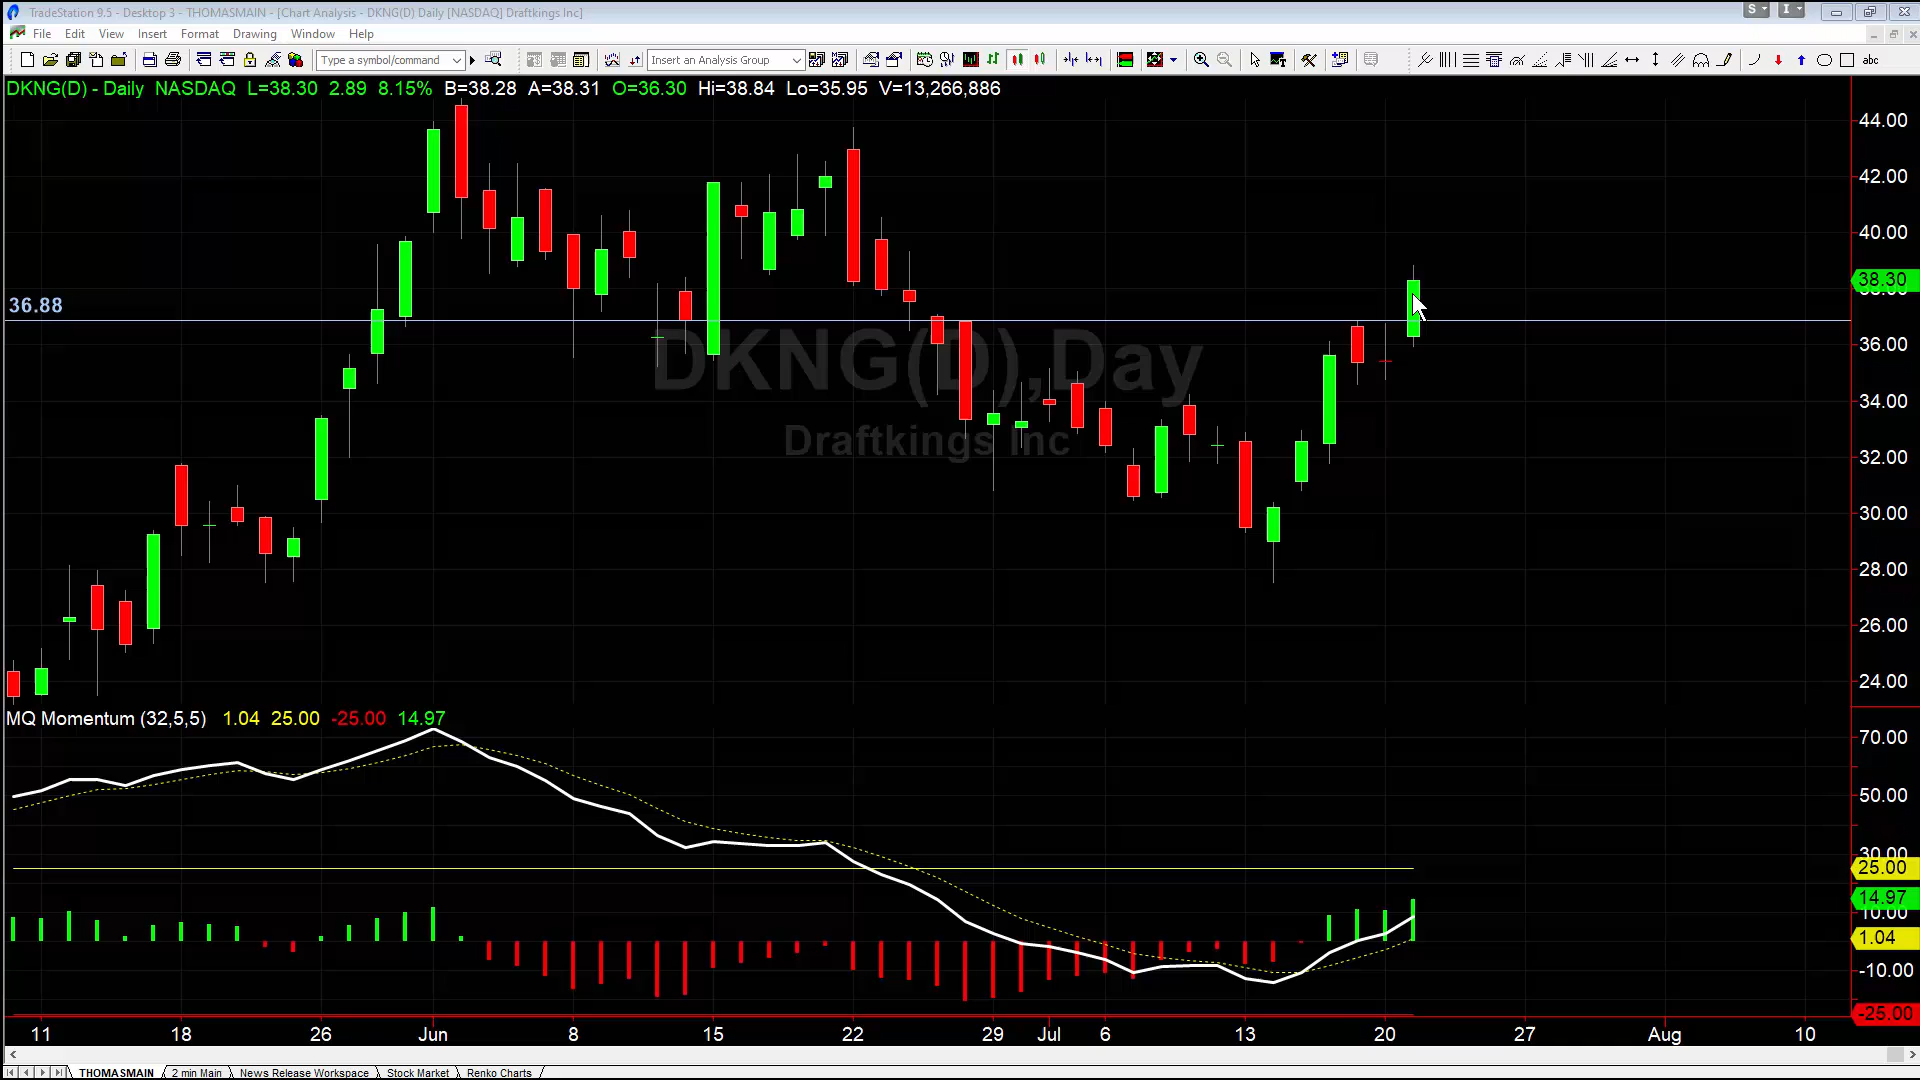 TradeStation 9.5 - Desktop 3 - THOMASMAIN - [Chart Analysis - DKNG(D) Daily [NASDAQ] Draftkings Inc]
S I
File Edit View Insert Format Drawing Window Help
Type a symbol/command Insert an Analysis Group abc
DKNG(D) - Daily NASDAQ L=38.30 2.89 8.15% B=38.28 A=38.31 O=36.30 Hi=38.84 Lo=35.95 V=13,266,886
44.00
42.00
40.00
38.30
38.00
36.88
36.00
DKNG(D),Day
34.00
Draftkings Inc
32.00
30.00
28.00
26.00
24.00
MQ Momentum (32,5,5) 1.04 25.00 -25.00 14.97
70.00
50.00
30.00
25.00
14.97
10.00
1.04
-10.00
-25.00
11 18 26 Jun 8 15 22 29 Jul 6 13 20 27 Aug 10
THOMASMAIN 2 min Main News Release Workspace Stock Market Renko Charts